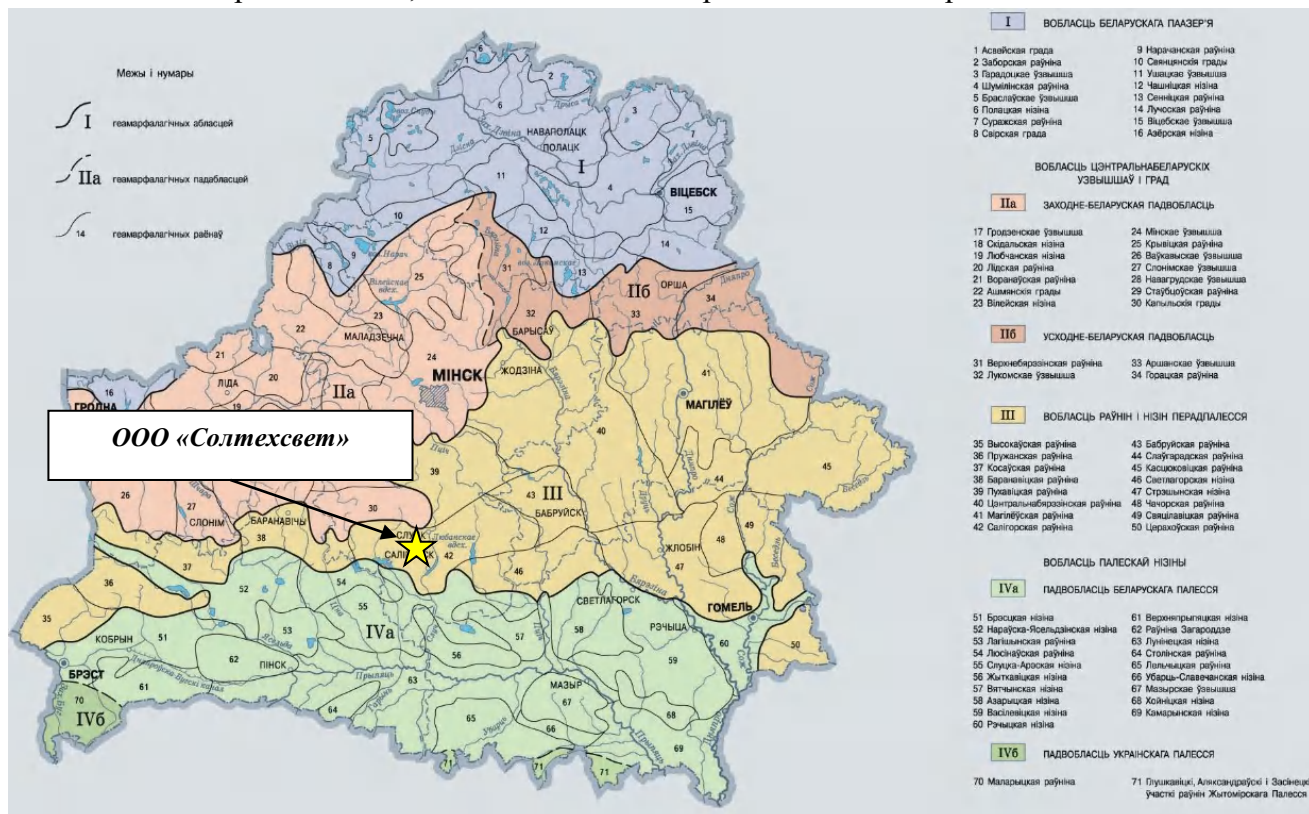 Межы і нумары
I геамарфалагічных абласцей
IIa геамарфалагічных падабласцей
14 геамарфалагічных раёнаў
НАВАПОЛАЦК
ПОЛАЦК
ВІЦЕБСК
ОРША
БАРЫСАЎ
МАЛАДЗЕЧНА
ЖОДЗІНА
МІНСК
ЛІДА
ГРОДНА
МАГІЛЁЎ
ООО «Солтехсвет»
БАБРУЙСК
СЛОНІМ
БАРАНАВІЧЫ
ЖЛОБІН
СВЕТЛАГОРСК
ГОМЕЛЬ
РЭЧЫЦА
КОБРЫН
БРЭСТ
ПІНСК
МАЗЫР
I
IIa
IIб
III
IVa
IVб
I ВОБЛАСЦЬ БЕЛАРУСКАГА ПААЗЕР'Я
1 Асвейская града
2 Заборская раўніна
3 Гарадоцкае ўзвышша
4 Шумілінская раўніна
5 Браслаўскае ўзвышша
6 Полацкая нізіна
7 Суражская раўніна
8 Свірская града
9 Нарачанская раўніна
10 Свянцянскія грады
11 Ушацкае ўзвышша
12 Чашніцкая нізіна
13 Сенніцкая раўніна
14 Лучоская раўніна
15 Віцебскае ўзвышша
16 Азёрская нізіна
ВОБЛАСЦЬ ЦЭНТРАЛЬНАБЕЛАРУСКІХ
УЗВЫШШАЎ І ГРАД
IIa ЗАХОДНЕ-БЕЛАРУСКАЯ ПАДВОБЛАСЦЬ
17 Гродзенскае ўзвышша
18 Скідальская нізіна
19 Любчанская нізіна
20 Лідская раўніна
21 Воранаўская раўніна
22 Ашмянскія грады
23 Вілейская нізіна
24 Мінскае ўзвышша
25 Крывіцкая раўніна
26 Ваўкавыскае ўзвышша
27 Слонімскае ўзвышша
28 Навагрудскае ўзвышша
29 Стаўбцоўская раўніна
30 Капыльскія грады
IIб УСХОДНЕ-БЕЛАРУСКАЯ ПАДВОБЛАСЦЬ
31 Верхнебярэзінская раўніна
32 Лукомскае ўзвышша
33 Аршанскае ўзвышша
34 Горацкая раўніна
III ВОБЛАСЦЬ РАЎНІН І НІЗІН ПЕРАДПАЛЕССЯ
35 Высокаўская раўніна
36 Пружанская раўніна
37 Косаўская раўніна
38 Баранавіцкая раўніна
39 Пухавіцкая раўніна
40 Цэнтральнабярэзінская раўніна
41 Магілёўская раўніна
42 Салігорская раўніна
43 Бабруйская раўніна
44 Слаўгарадская раўніна
45 Касцюковіцкая раўніна
46 Светлагорская нізіна
47 Стрэшынская нізіна
48 Чачорская раўніна
49 Свяцілавіцкая раўніна
50 Церахоўская раўніна
ВОБЛАСЦЬ ПАЛЕСКАЙ НІЗІНЫ
IVa ПАДВОБЛАСЦЬ БЕЛАРУСКАГА ПАЛЕССЯ
51 Брэсцкая нізіна
52 Нараўска-Ясельдзінская нізіна
53 Лагішынская раўніна
54 Люсінаўская раўніна
55 Слуцка-Арэская нізіна
56 Жыткавіцкая нізіна
57 Вятчынская нізіна
58 Азарыцкая нізіна
59 Васілевіцкая нізіна
60 Рэчыцкая нізіна
61 Верхняпрыпяцкая нізіна
62 Раўніна Загароддзе
63 Лунінецкая нізіна
64 Столінская раўніна
65 Лельчыцкая раўніна
66 Убарць-Славечанская нізіна
67 Мазырскае ўзвышша
68 Хойніцкая нізіна
69 Камарынская нізіна
IVб ПАДВОБЛАСЦЬ УКРАІНСКАГА ПАЛЕССЯ
70 Маларыцкая раўніна
71 Глушкавіцкі, Аляксандраўскі і Засінецкі
ўчасткі раўнін Жытомірскага Палесся